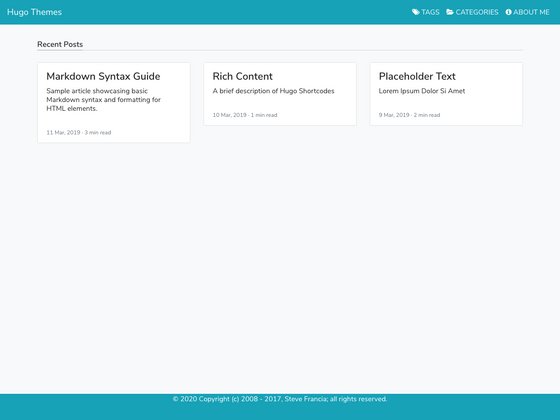 Hugo Themes
TAGS CATEGORIES ABOUT ME
Recent Posts
Markdown Syntax Guide
Sample article showcasing basic
Markdown syntax and formatting for
HTML elements.
11 Mar, 2019 · 3 min read
Rich Content
A brief description of Hugo Shortcodes
10 Mar, 2019 · 1 min read
Placeholder Text
Lorem Ipsum Dolor Si Amet
9 Mar, 2019 · 2 min read
© 2020 Copyright (c) 2008 - 2017, Steve Francia; all rights reserved.